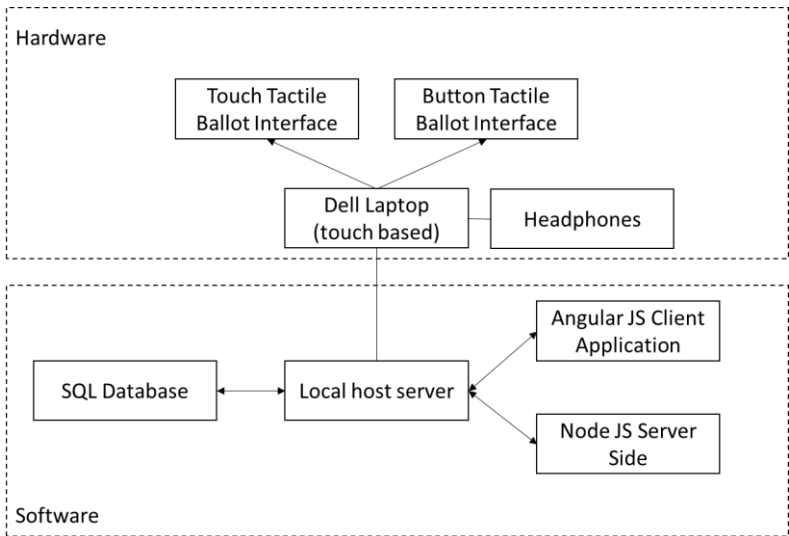 Hardware
Touch Tactile
Ballot Interface
Button Tactile
Ballot Interface
Dell Laptop
(touch based)
Headphones
Angular JS Client
Application
SQL Database
Local host server
Node JS Server
Side
Software